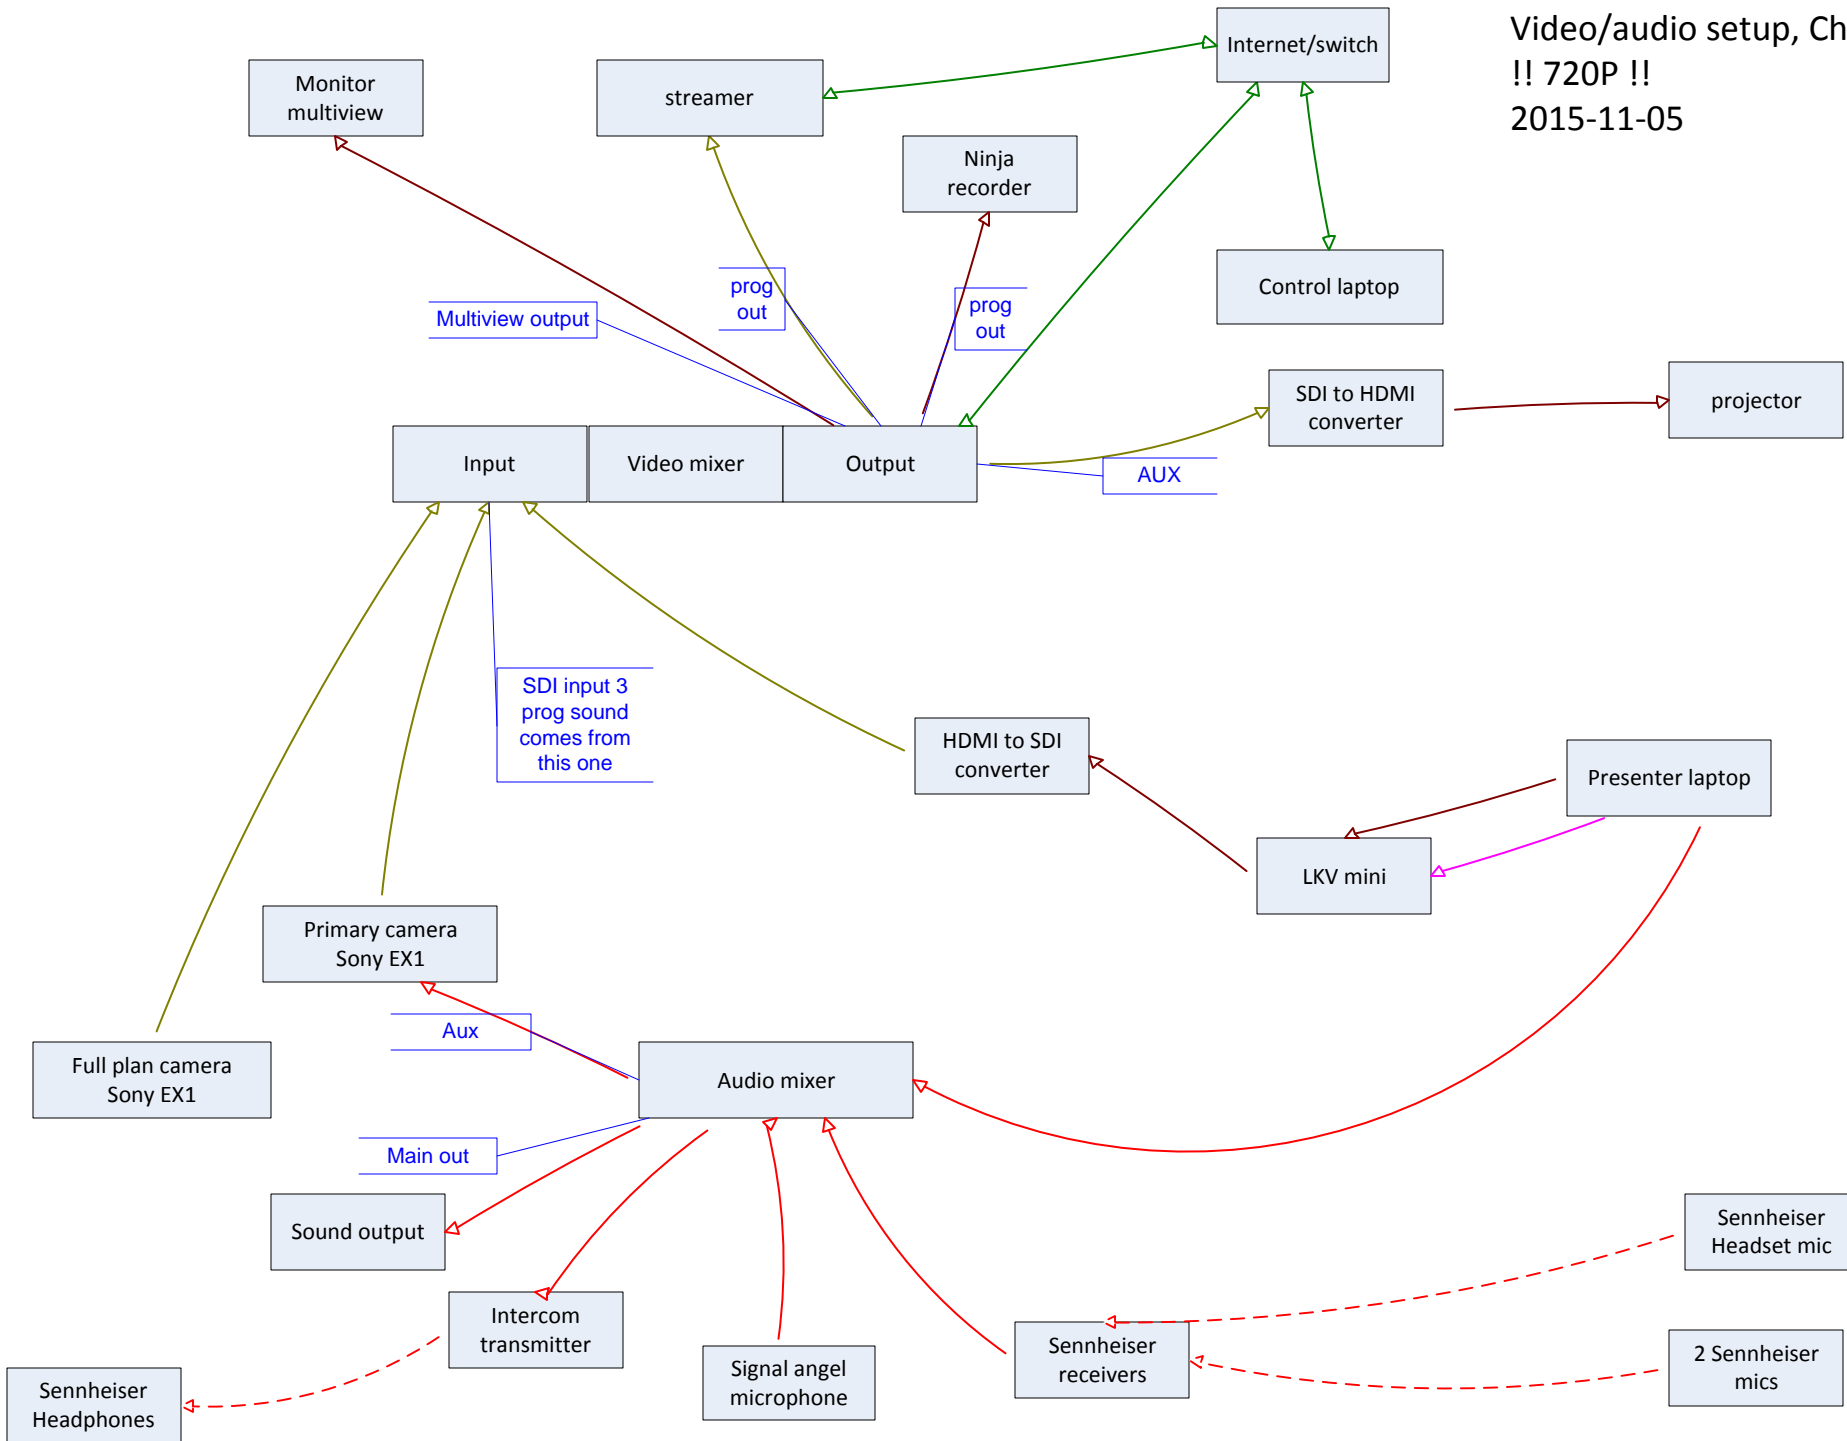 Video/audio setup, Ch
!! 720P !!
2015-11-05
Internet/switch
Monitor
multiview
streamer
Ninja
recorder
Control laptop
prog
out
prog
out
Multiview output
SDI to HDMI
converter
projector
Input
Video mixer
Output
AUX
SDI input 3
prog sound
comes from
this one
HDMI to SDI
converter
Presenter laptop
LKV mini
Primary camera
Sony EX1
Aux
Full plan camera
Sony EX1
Audio mixer
Main out
Sound output
Sennheiser
Headset mic
Intercom
transmitter
Sennheiser
receivers
Signal angel
microphone
2 Sennheiser
mics
Sennheiser
Headphones